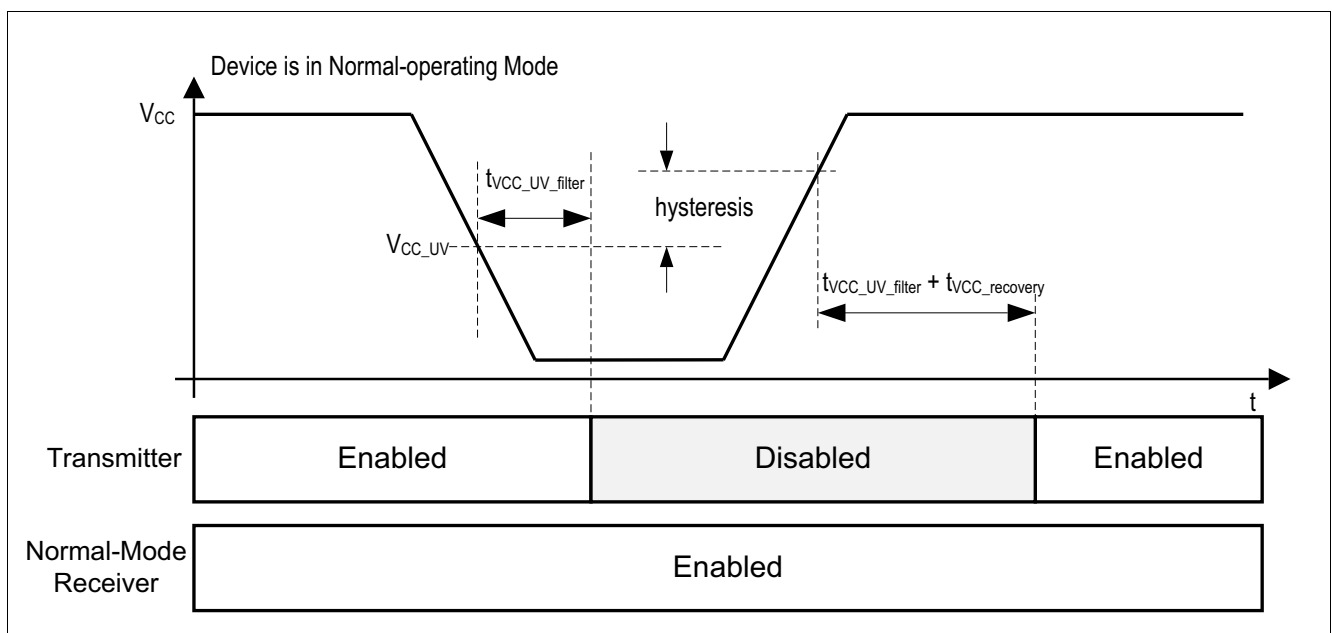 Device is in Normal-operating Mode
VCC
tVCC_UV_filter
hysteresis
VCC_UV
tVCC_UV_filter + tVCC_recovery
t
Transmitter
Enabled
Disabled
Enabled
Normal-Mode
Receiver
Enabled